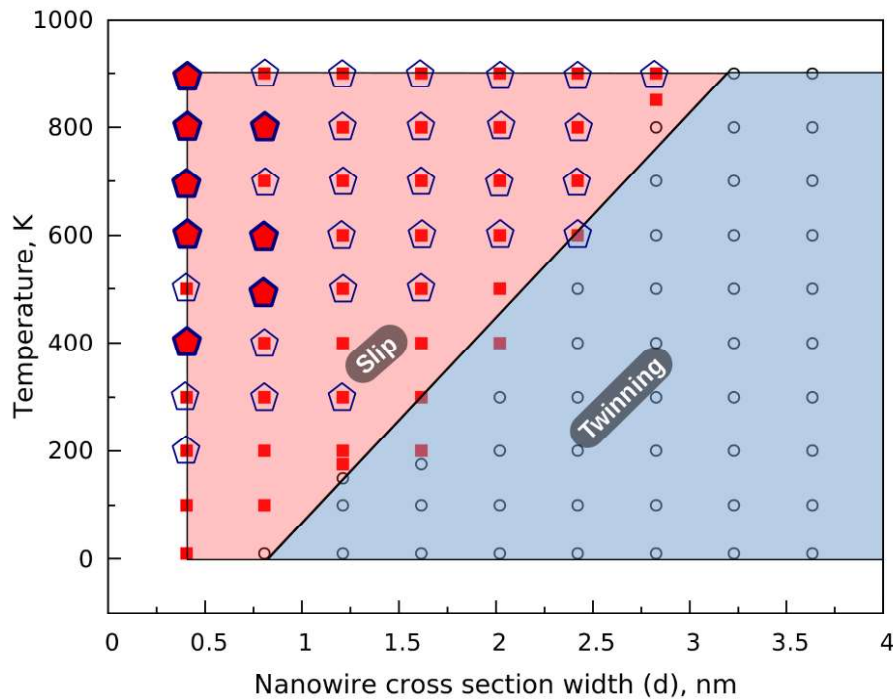 1000
800
600
400
200
0
Temperature, K
Slip
Twinning
0 0.5 1 1.5 2 2.5 3 3.5 4
Nanowire cross section width (d), nm